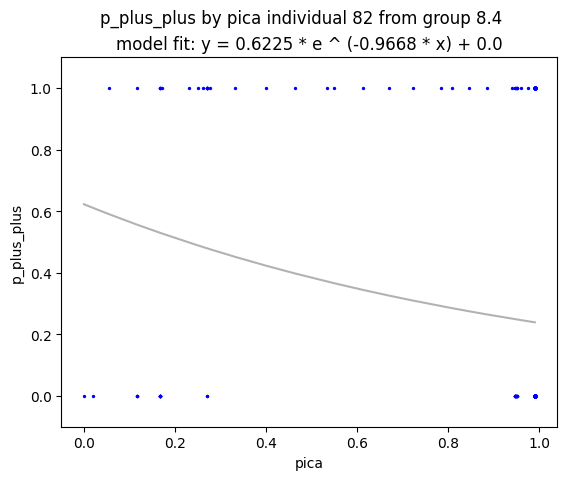 p_plus_plus by pica individual 82 from group 8.4
model fit: y = 0.6225 * e ^ (-0.9668 * x) + 0.0
1.0
0.8
0.6
0.4
0.2
0.0
p_plus_plus
0.0 0.2 0.4 0.6 0.8 1.0
pica